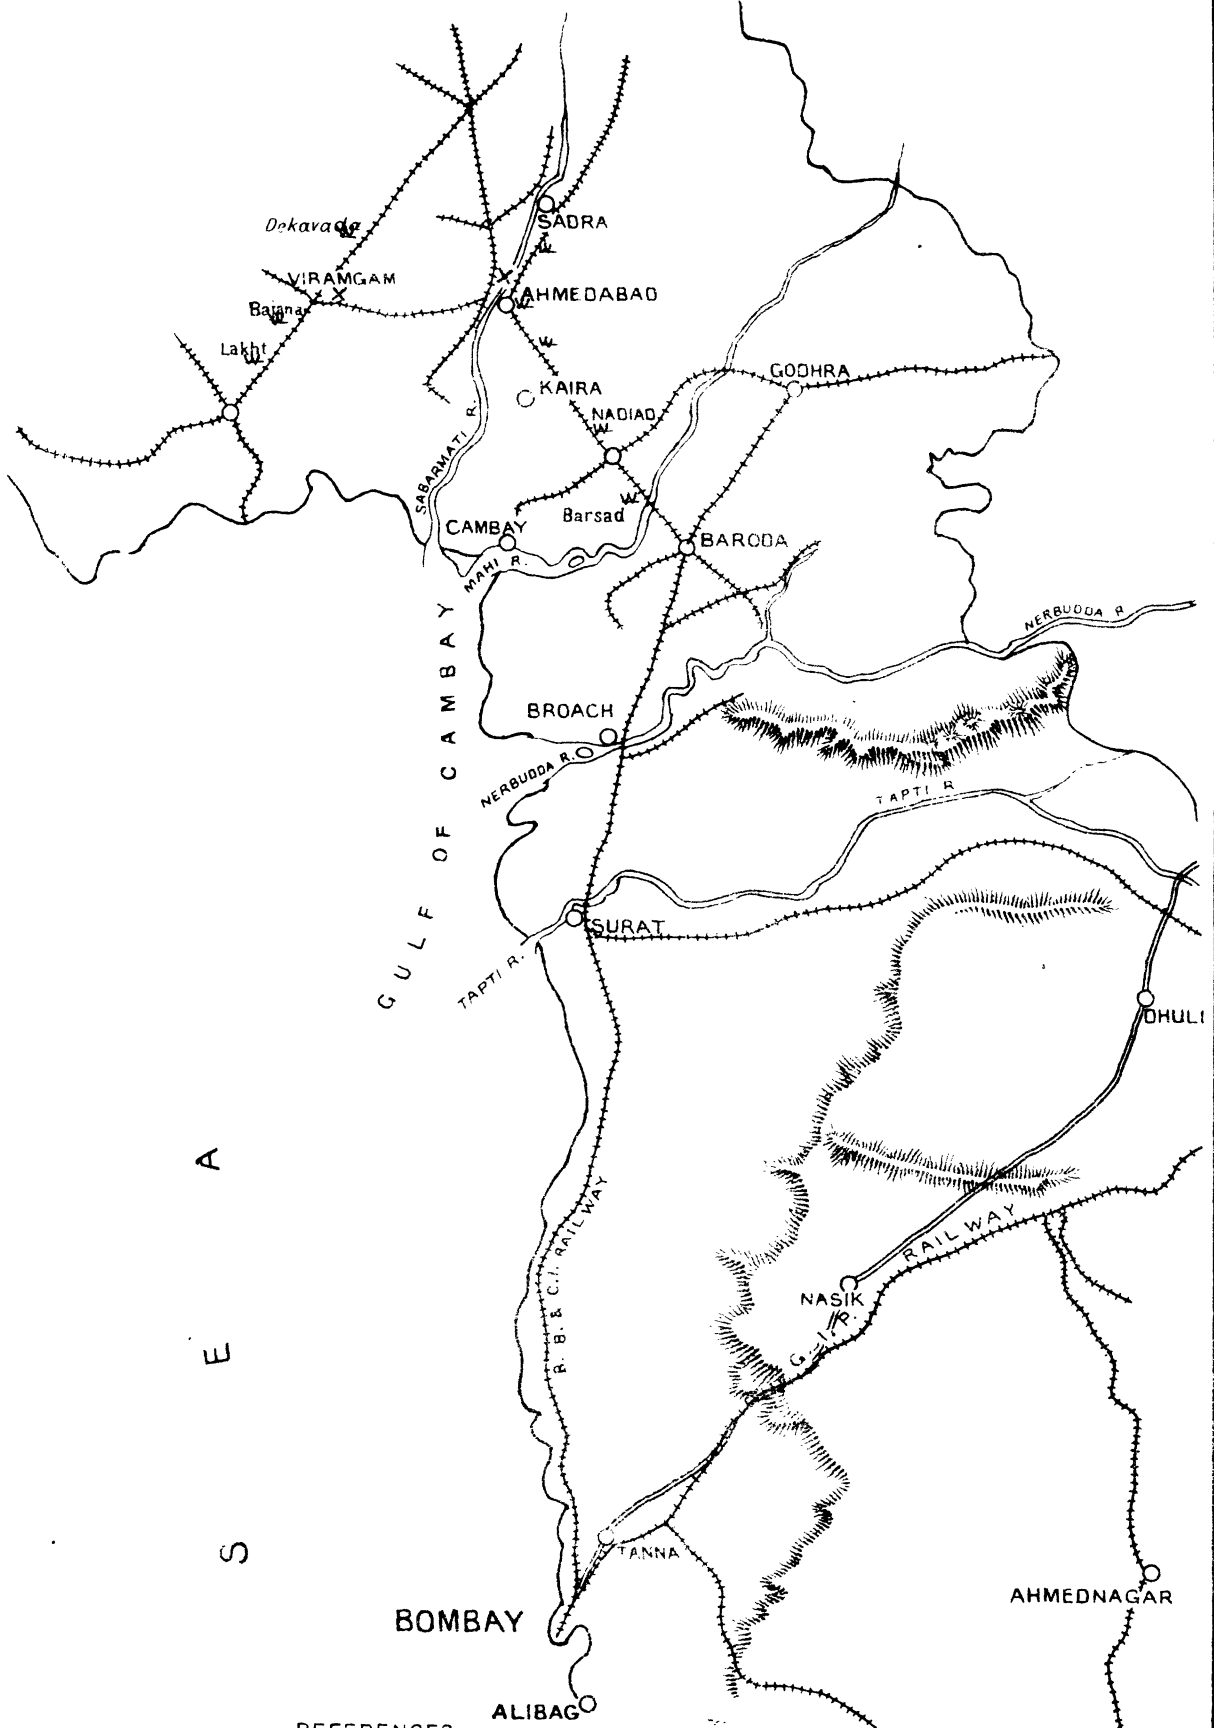 SADRA
Dekavada
VIRAMGAM
AHMEDABAD
Bajana
Lakht
GODHRA
KAIRA
NADIAD
SABARMATI R.
Barsad
CAMBAY
BARODA
MAHI R.
NERBUDDA R
GULF OF CAMBAY
BROACH
NERBUDDA R.
TAPTI R
SURAT
TAPTI R.
DHULI
SEA
B. B. & C. I. RAILWAY
G. I. P. RAILWAY
NASIK
TANNA
AHMEDNAGAR
BOMBAY
ALIBAG
REFERENCES